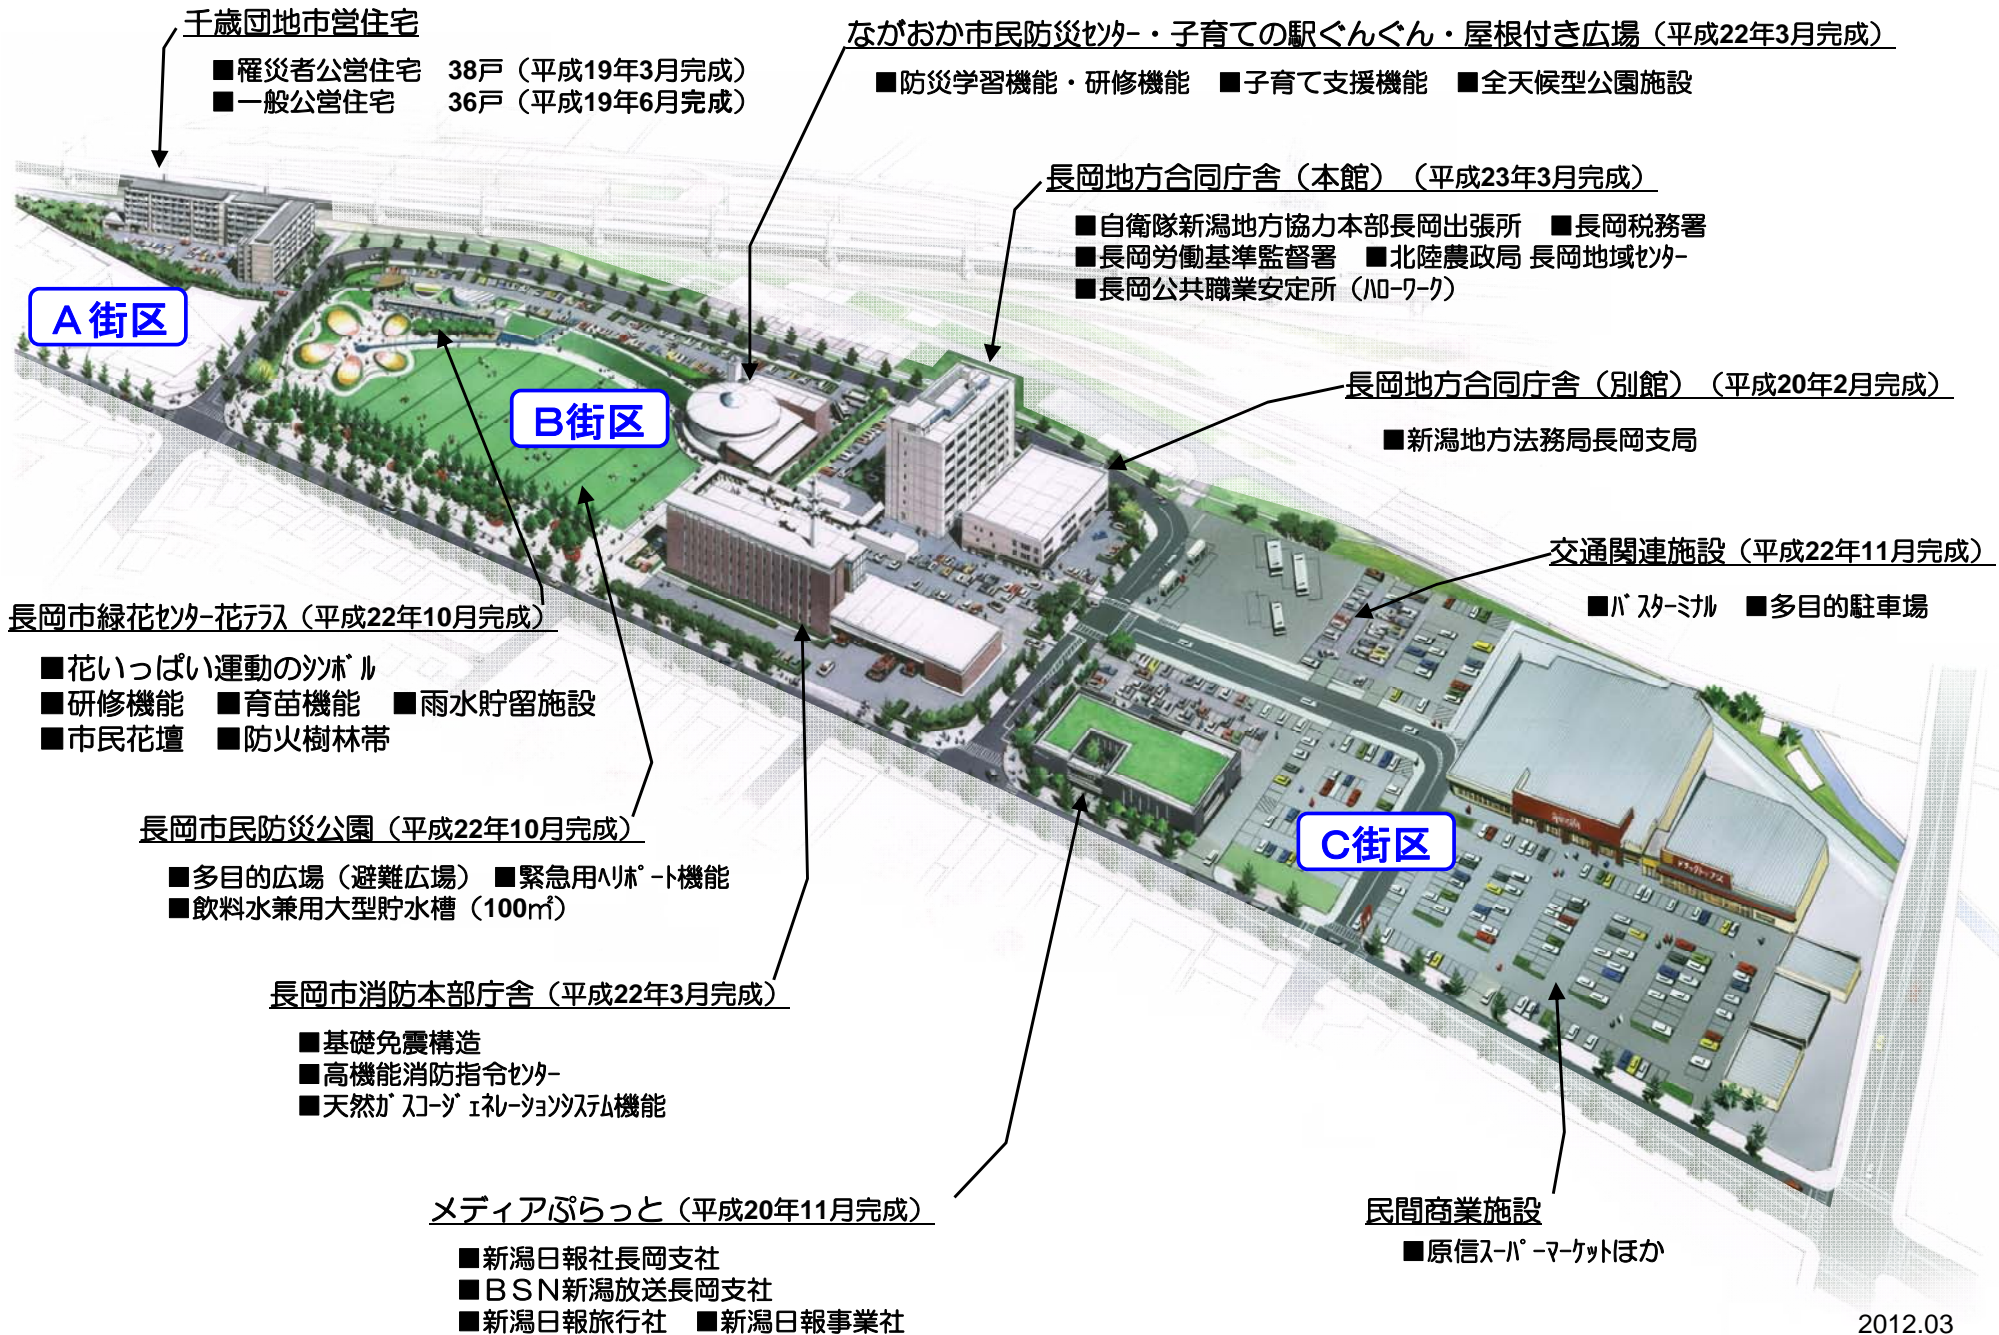 千歳団地市営住宅
■罹災者公営住宅 38戸（平成19年3月完成）
■一般公営住宅 36戸（平成19年6月完成）
ながおか市民防災ｾﾝﾀｰ・子育ての駅ぐんぐん・屋根付き広場（平成22年3月完成）
■防災学習機能・研修機能 ■子育て支援機能 ■全天候型公園施設
長岡地方合同庁舎（本館）（平成23年3月完成）
■自衛隊新潟地方協力本部長岡出張所 ■長岡税務署
■長岡労働基準監督署 ■北陸農政局 長岡地域ｾﾝﾀｰ
■長岡公共職業安定所（ﾊﾛｰﾜｰｸ）
A街区
長岡地方合同庁舎（別館）（平成20年2月完成）
■新潟地方法務局長岡支局
B街区
交通関連施設（平成22年11月完成）
■ﾊﾞｽﾀｰﾐﾅﾙ ■多目的駐車場
長岡市緑花ｾﾝﾀｰ花ﾃﾗｽ（平成22年10月完成）
■花いっぱい運動のｼﾝﾎﾞﾙ
■研修機能 ■育苗機能 ■雨水貯留施設
■市民花壇 ■防火樹林帯
長岡市民防災公園（平成22年10月完成）
■多目的広場（避難広場） ■緊急用ﾍﾘﾎﾟｰﾄ機能
■飲料水兼用大型貯水槽（100㎥）
C街区
長岡市消防本部庁舎（平成22年3月完成）
■基礎免震構造
■高機能消防指令ｾﾝﾀｰ
■天然ｶﾞｽｺｰｼﾞｪﾈﾚｰｼｮﾝｼｽﾃﾑ機能
メディアぷらっと（平成20年11月完成）
■新潟日報社長岡支社
■ＢＳＮ新潟放送長岡支社
■新潟日報旅行社 ■新潟日報事業社
民間商業施設
■原信ｽｰﾊﾟｰﾏｰｹｯﾄほか
2012.03